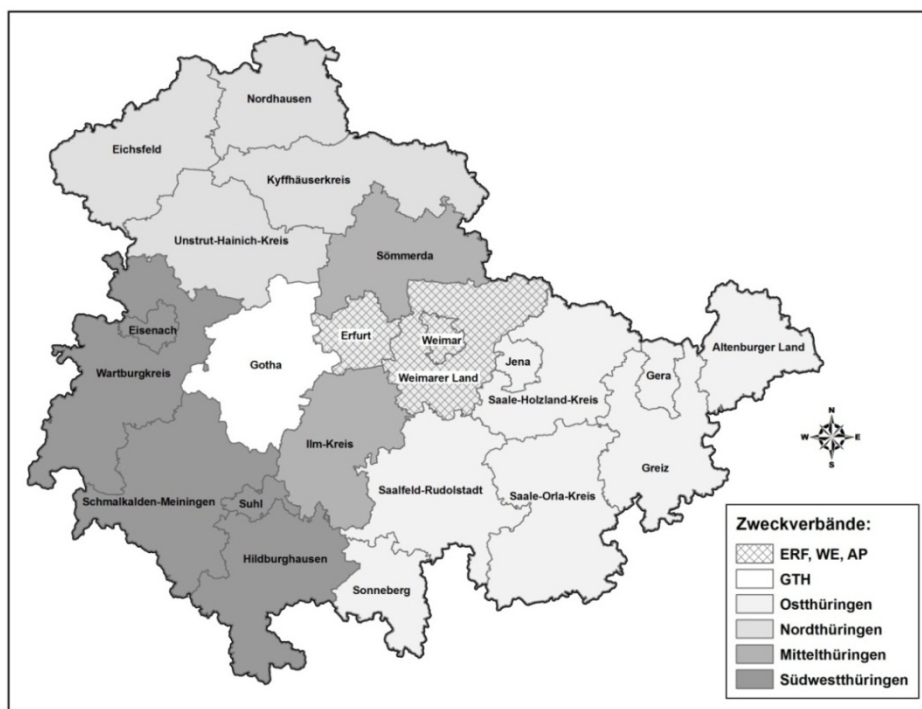 Nordhausen
Eichsfeld
Kyffhäuserkreis
Unstrut-Hainich-Kreis
Sömmerda
Eisenach
Erfurt
Weimar
Altenburger Land
Gotha
Jena
Gera
Wartburgkreis
Weimarer Land
Saale-Holzland-Kreis
Ilm-Kreis
N
W E
S
Greiz
Saalfeld-Rudolstadt
Saale-Orla-Kreis
Schmalkalden-Meiningen
Suhl
Hildburghausen
Sonneberg
Zweckverbände:
ERF, WE, AP
GTH
Ostthüringen
Nordthüringen
Mittelthüringen
Südwestthüringen